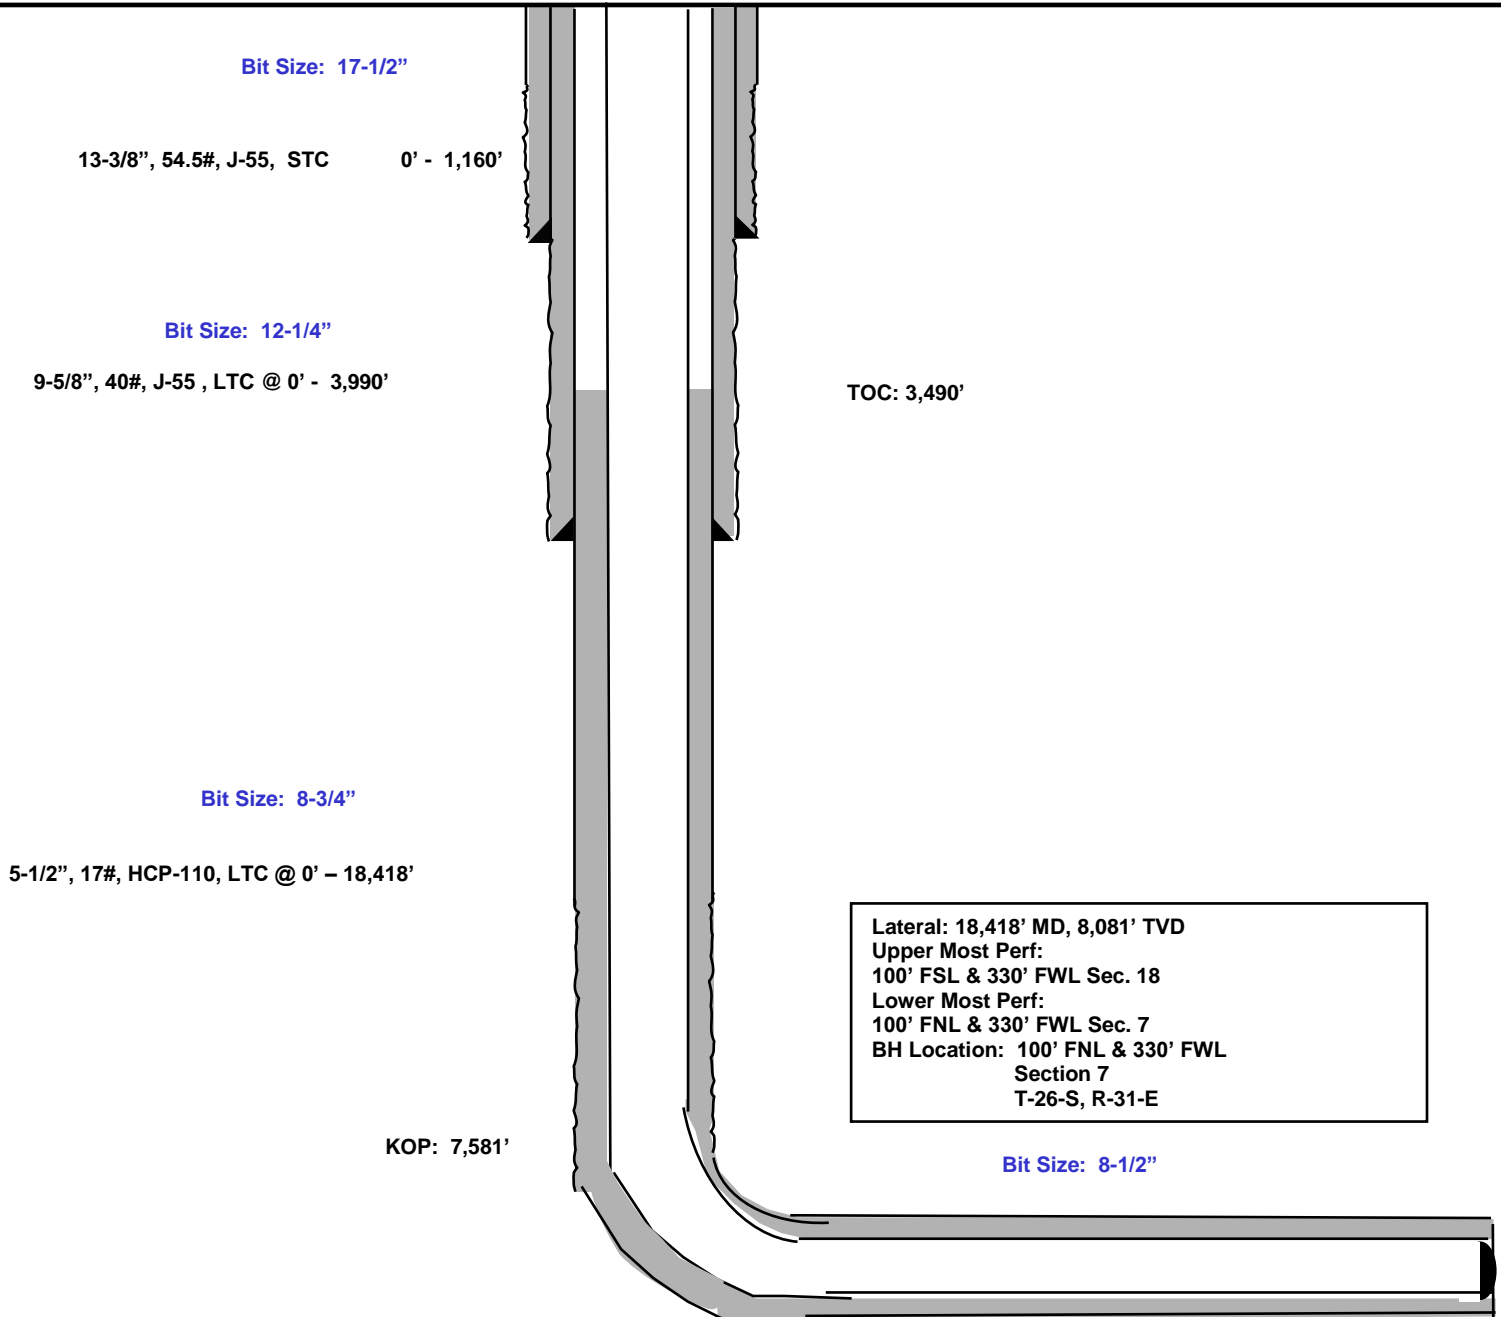 Bit Size: 17-1/2”
13-3/8”, 54.5#, J-55, STC 0’ - 1,160’
Bit Size: 12-1/4”
9-5/8”, 40#, J-55 , LTC @ 0’ - 3,990’
TOC: 3,490’
Bit Size: 8-3/4”
5-1/2”, 17#, HCP-110, LTC @ 0’ – 18,418’
Lateral: 18,418’ MD, 8,081’ TVD
Upper Most Perf:
100’ FSL & 330’ FWL Sec. 18
Lower Most Perf:
100’ FNL & 330’ FWL Sec. 7
BH Location: 100’ FNL & 330’ FWL
Section 7
T-26-S, R-31-E
KOP: 7,581’
Bit Size: 8-1/2”